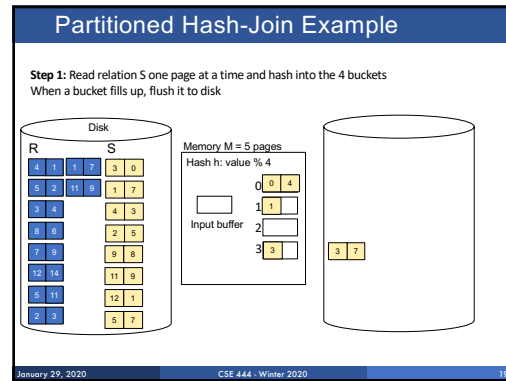 Partitioned Hash-Join Example
Step 1: Read relation S one page at a time and hash into the 4 buckets
When a bucket fills up, flush it to disk
Disk
R S
4 1 1 7 3 0
5 2 11 9 1 7
3 4 4 3
8 6 2 5
7 9 9 8
12 14 11 9
5 11 12 1
2 3 5 7
Memory M = 5 pages
Hash h: value % 4
Input buffer
0 0 4
1 1
2
3 3
3 7
January 29, 2020 CSE 444 - Winter 2020 19